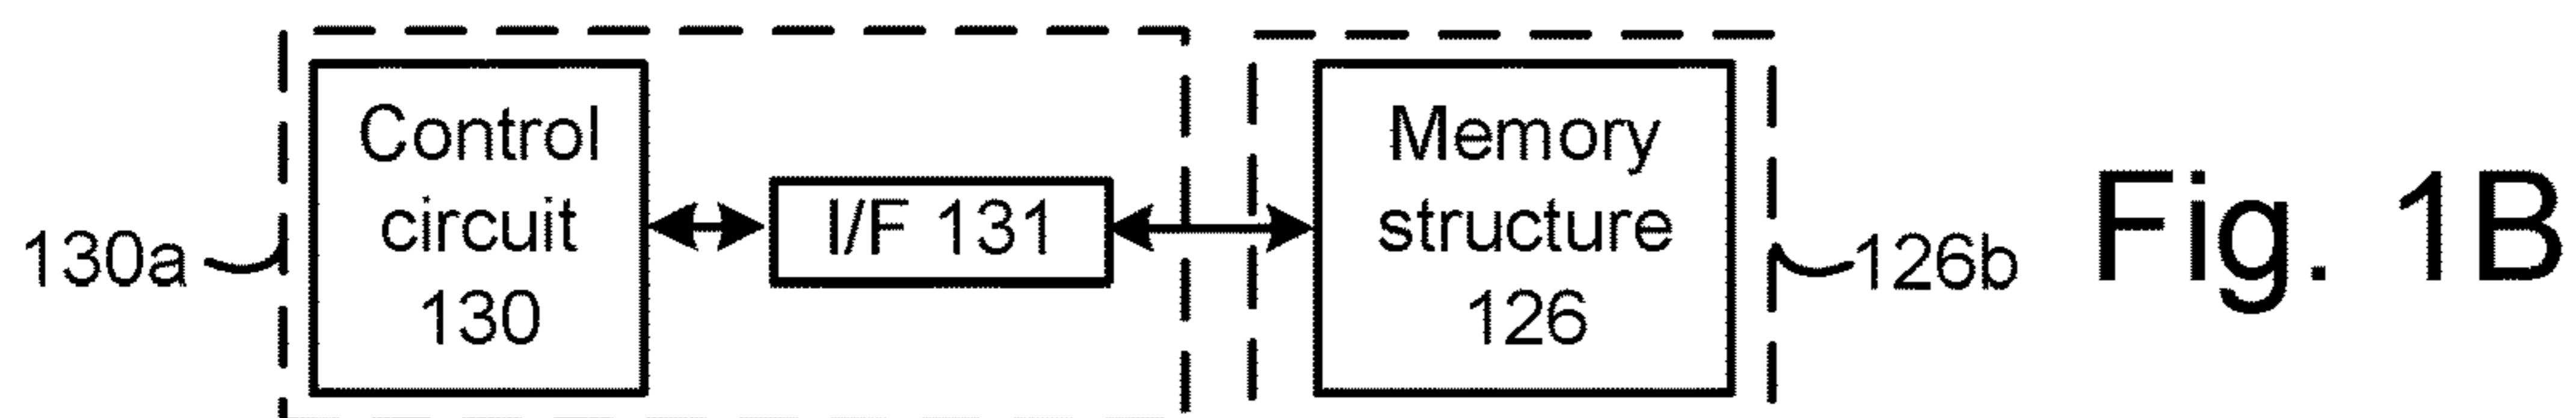 130a
Control
circuit
130
I/F 131
Memory
structure
126
126b
Fig. 1B